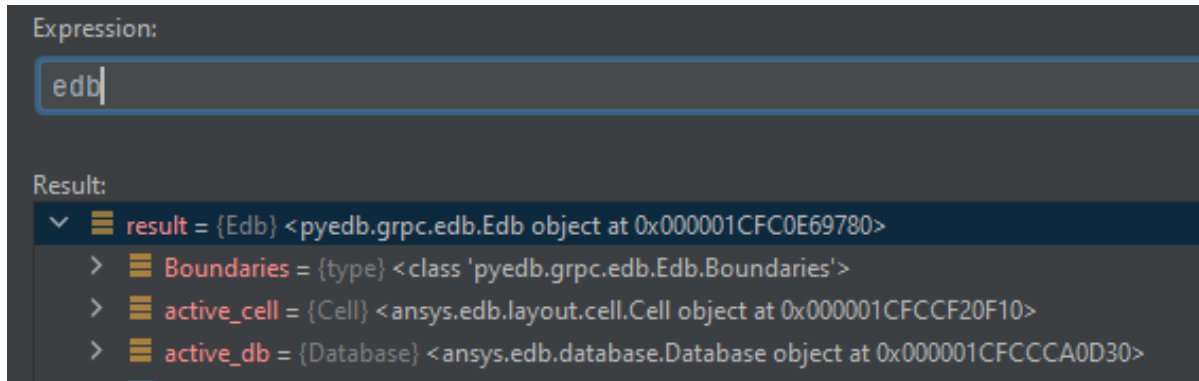 Expression:
edb
Result:
result = {Edb} <pyedb.grpc.edb.Edb object at 0x000001CFC0E69780>
Boundaries = {type} <class 'pyedb.grpc.edb.Edb.Boundaries'>
active_cell = {Cell} <ansys.edb.layout.cell.Cell object at 0x000001CFCCF20F10>
active_db = {Database} <ansys.edb.database.Database object at 0x000001CFCCCA0D30>